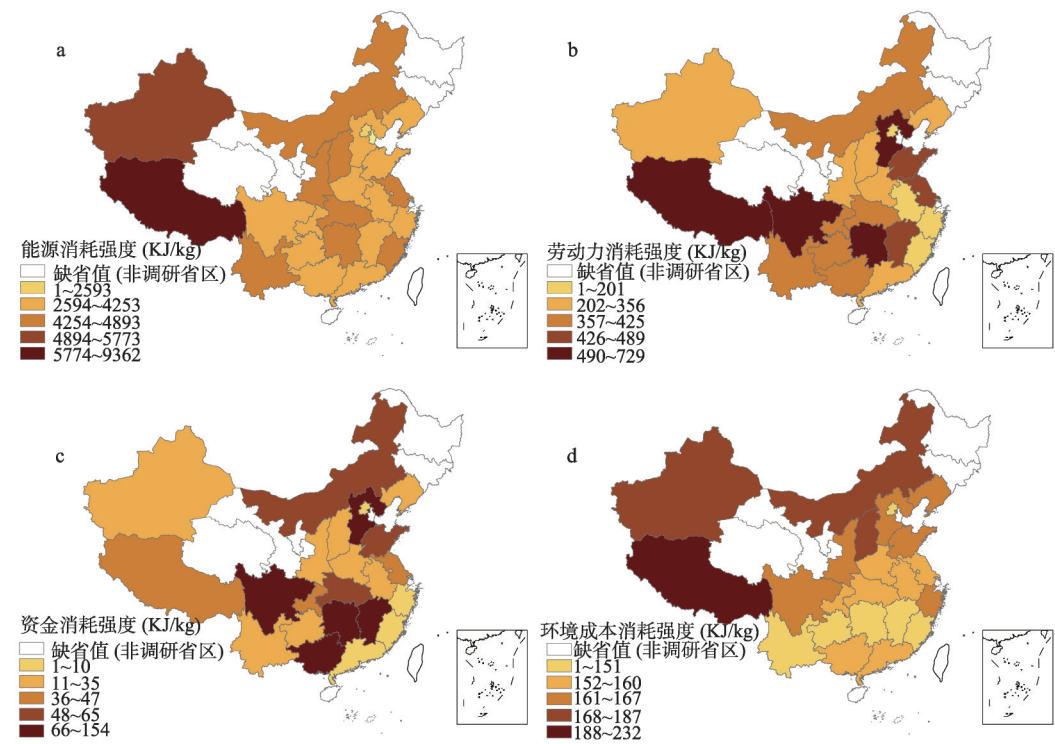 a
能源消耗强度 (KJ/kg)
缺省值 (非调研省区)
1~2593
2594~4253
4254~4893
4894~5773
5774~9362
b
劳动力消耗强度 (KJ/kg)
缺省值 (非调研省区)
1~201
202~356
357~425
426~489
490~729
c
资金消耗强度 (KJ/kg)
缺省值 (非调研省区)
1~10
11~35
36~47
48~65
66~154
d
环境成本消耗强度 (KJ/kg)
缺省值 (非调研省区)
1~151
152~160
161~167
168~187
188~232